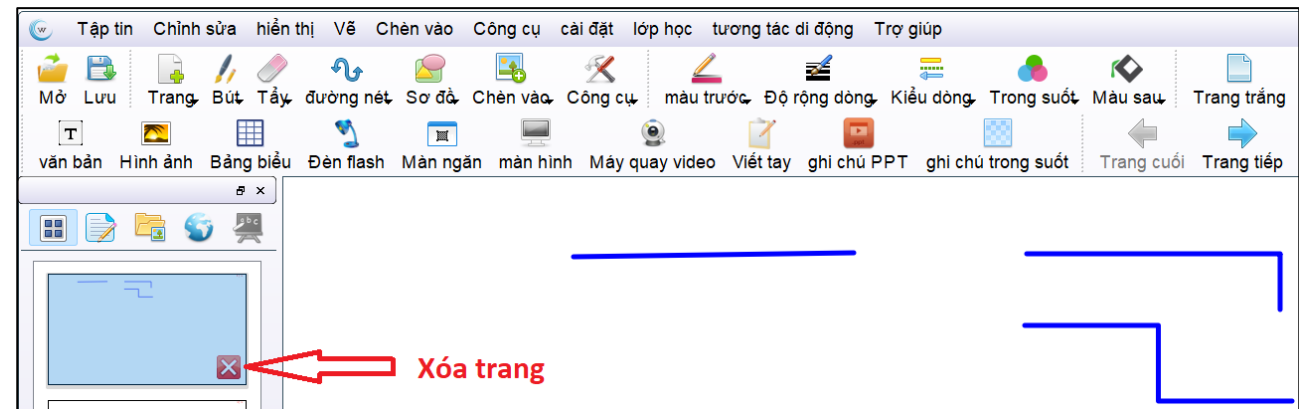 Tập tin Chỉnh sửa hiển thị Vẽ Chèn vào Công cụ cài đặt lớp học tương tác di động Trợ giúp
Mở Lưu Trang Bút Tẩy đường nét Sơ đồ Chèn vào Công cụ màu trước Độ rộng dòng Kiểu dòng Trong suốt Màu sau Trang trắng
văn bản Hình ảnh Bảng biểu Đèn flash Màn ngăn màn hình Máy quay video Viết tay ghi chú PPT ghi chú trong suốt Trang cuối Trang tiếp
Xóa trang